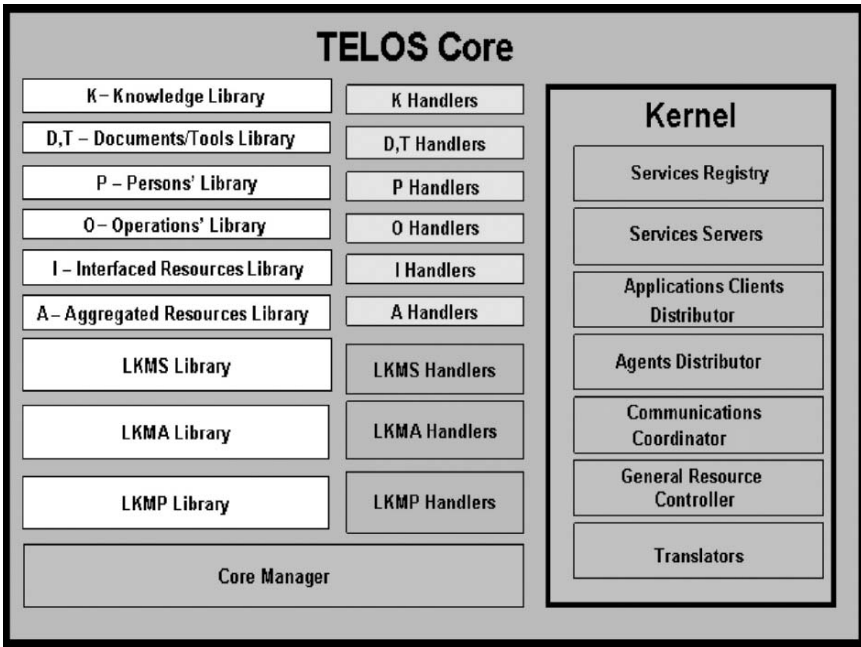 TELOS Core
K – Knowledge Library
K Handlers
D,T – Documents/Tools Library
D,T Handlers
P – Persons' Library
P Handlers
O – Operations' Library
O Handlers
I – Interfaced Resources Library
I Handlers
A – Aggregated Resources Library
A Handlers
LKMS Library
LKMS Handlers
LKMA Library
LKMA Handlers
LKMP Library
LKMP Handlers
Core Manager
Kernel
Services Registry
Services Servers
Applications Clients
Distributor
Agents Distributor
Communications
Coordinator
General Resource
Controller
Translators